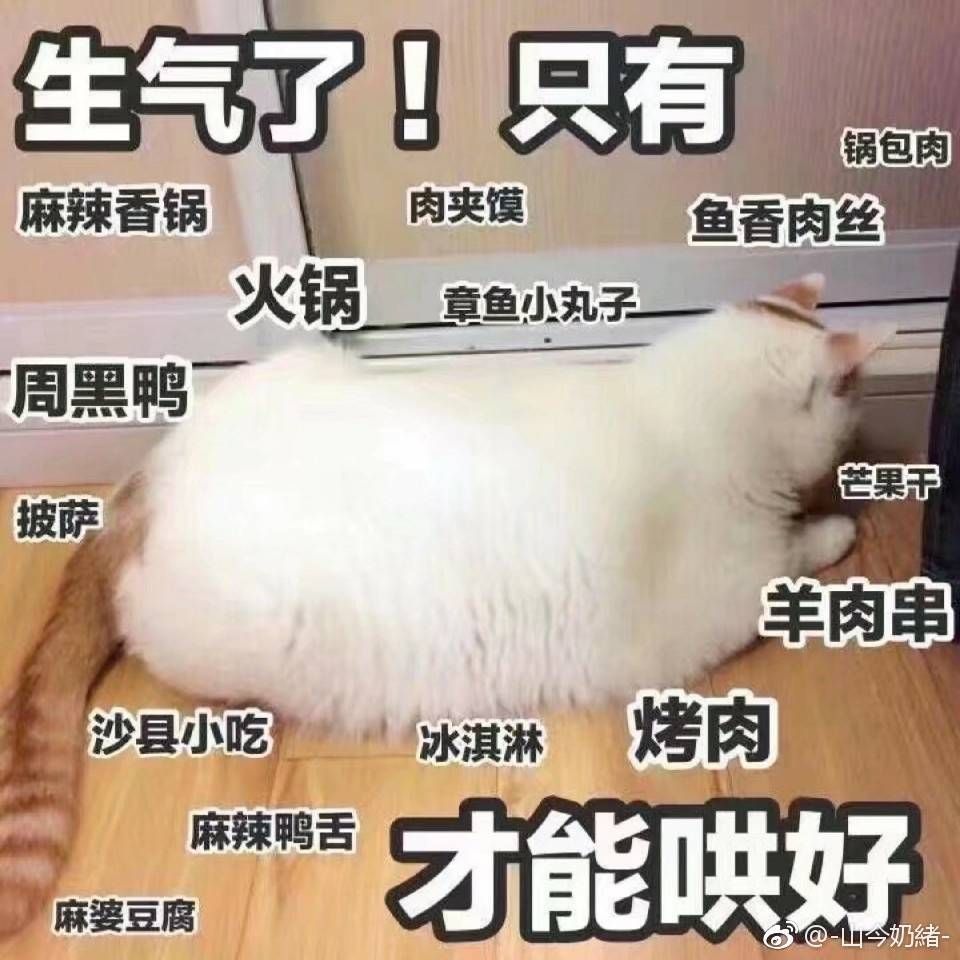 生气了！只有
锅包肉
麻辣香锅
肉夹馍
鱼香肉丝
火锅
章鱼小丸子
周黑鸭
芒果干
披萨
羊肉串
沙县小吃
冰淇淋
烤肉
麻辣鸭舌
才能哄好
麻婆豆腐
@-山今奶緒-